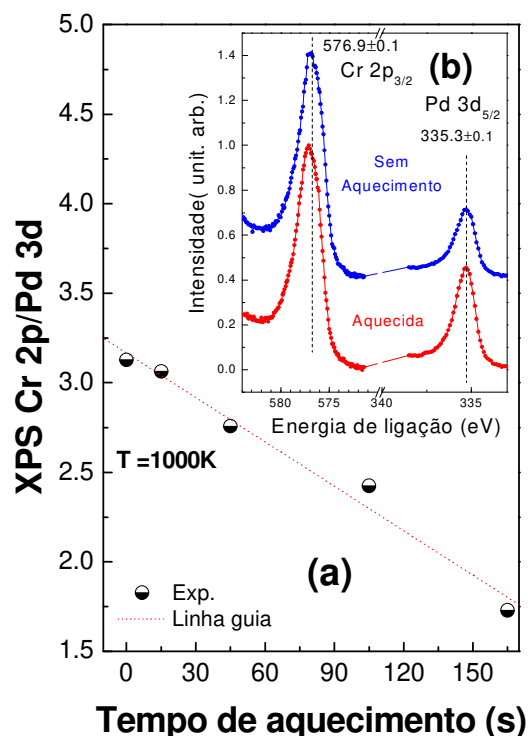 XPS Cr 2p/Pd 3d
5.0
4.5
4.0
3.5
3.0
2.5
2.0
1.5
0 30 60 90 120 150
Tempo de aquecimento (s)
T =1000K
(a)
Exp.
Linha guia
Intensidade( unit. arb.)
1.4
1.2
1.0
0.8
0.6
0.4
0.2
0.0
576.9±0.1
Cr 2p3/2
(b)
Pd 3d5/2
335.3±0.1
Sem
Aquecimento
Aquecida
580 575 340 335
Energia de ligação (eV)